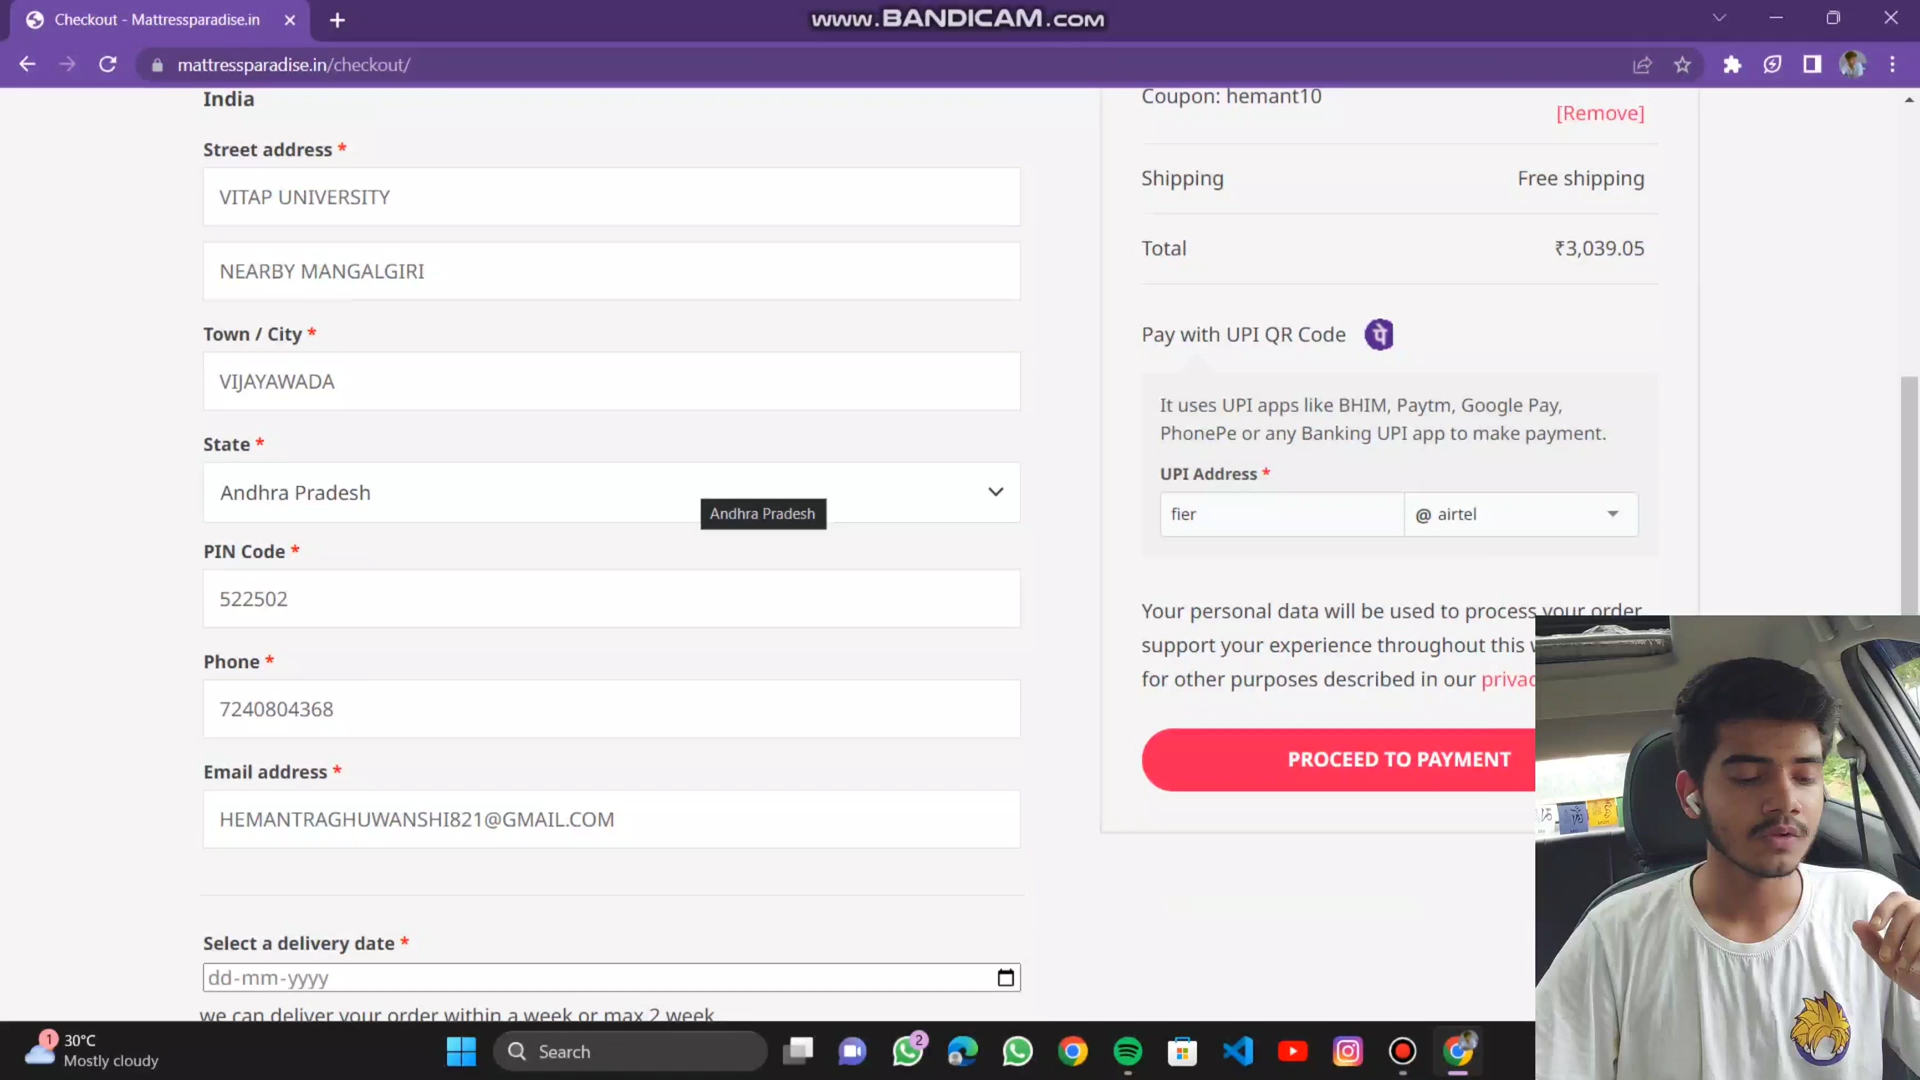 Checkout - Mattressparadise.in
www.BANDICAM.com
mattressparadise.in/checkout/
India
Street address *
VITAP UNIVERSITY
NEARBY MANGALGIRI
Town / City *
VIJAYAWADA
State *
Andhra Pradesh
Andhra Pradesh
PIN Code *
522502
Phone *
7240804368
Email address *
HEMANTRAGHUWANSHI821@GMAIL.COM
Select a delivery date *
dd-mm-yyyy
we can deliver your order within a week or max 2 week
Coupon: hemant10
[Remove]
Shipping Free shipping
Total ₹3,039.05
Pay with UPI QR Code पे
It uses UPI apps like BHIM, Paytm, Google Pay,
PhonePe or any Banking UPI app to make payment.
UPI Address *
fier @ airtel
Your personal data will be used to process your order,
support your experience throughout this
for other purposes described in our
PROCEED TO PAYMENT
1 30°C
Mostly cloudy
Search
2